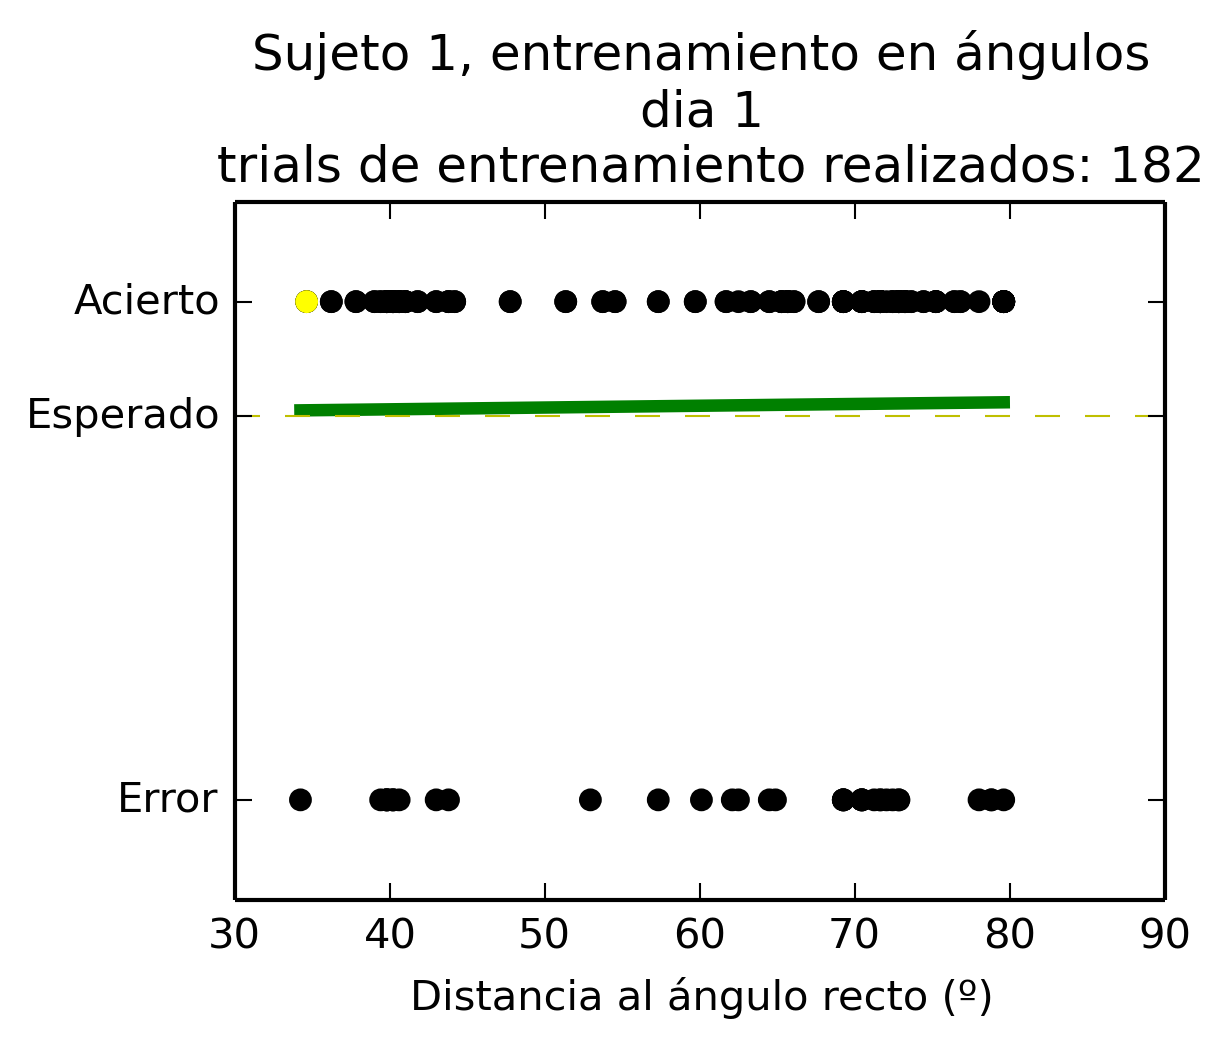 Sujeto 1, entrenamiento en ángulos
dia 1
trials de entrenamiento realizados: 182
Acierto
Esperado
Error
30 40 50 60 70 80 90
Distancia al ángulo recto (º)